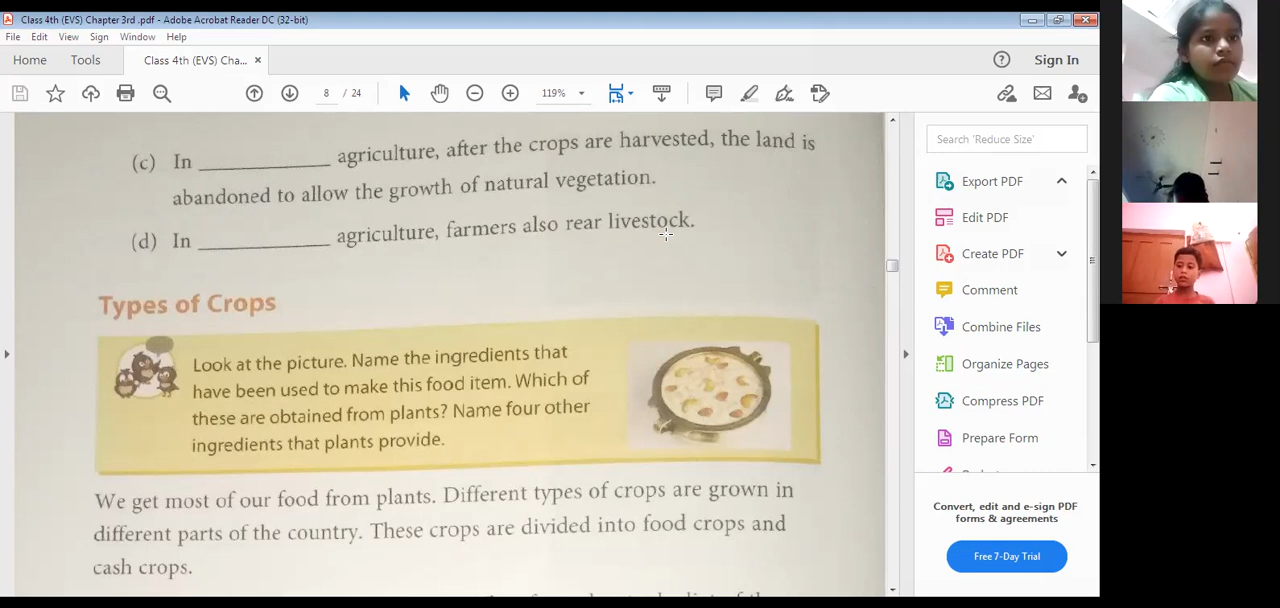 Class 4th (EVS) Chapter 3rd .pdf - Adobe Acrobat Reader DC (32-bit)
File Edit View Sign Window Help
Home Tools Class 4th (EVS) Cha... × Sign In
8 / 24 119%
(c) In ___________ agriculture, after the crops are harvested, the land is
abandoned to allow the growth of natural vegetation.
(d) In ___________ agriculture, farmers also rear livestock.
Types of Crops
Look at the picture. Name the ingredients that
have been used to make this food item. Which of
these are obtained from plants? Name four other
ingredients that plants provide.
We get most of our food from plants. Different types of crops are grown in
different parts of the country. These crops are divided into food crops and
cash crops.
Search 'Reduce Size'
Export PDF
Edit PDF
Create PDF
Comment
Combine Files
Organize Pages
Compress PDF
Prepare Form
Convert, edit and e-sign PDF
forms & agreements
Free 7-Day Trial